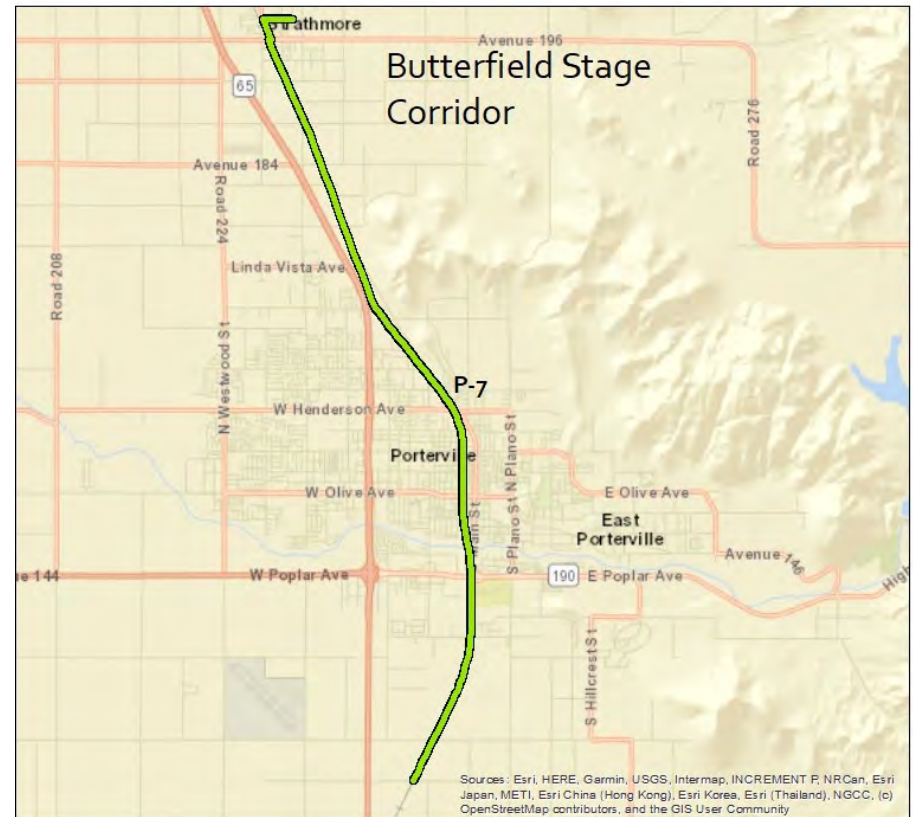 Strathmore
Avenue 196
Butterfield Stage
Corridor
65
Road 276
Avenue 184
Road 224
Road 208
Linda Vista Ave
N Westwood St
P-7
W Henderson Ave
Porterville
N Plano St
W Olive Ave
E Olive Ave
Main St
S Plano St
East
Porterville
Avenue 146
ue 144
W Poplar Ave
190
E Poplar Ave
High
S Hillcrest St
Sources: Esri, HERE, Garmin, USGS, Intermap, INCREMENT P, NRCan, Esri
Japan, METI, Esri China (Hong Kong), Esri Korea, Esri (Thailand), NGCC, (c)
OpenStreetMap contributors, and the GIS User Community